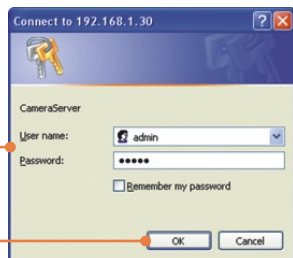 Connect to 192.168.1.30
CameraServer
User name:
admin
Password:
•••••
Remember my password
OK
Cancel